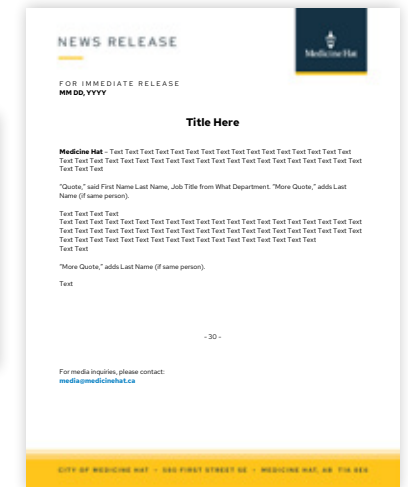 NEWS RELEASE
Medicine Hat
FOR IMMEDIATE RELEASE
MM DD, YYYY
Title Here
Medicine Hat – Text Text Text Text Text Text Text Text Text Text Text Text Text Text Text Text
Text Text Text Text Text Text Text Text Text Text Text Text Text Text Text Text Text Text Text Text
Text Text Text
"Quote," said First Name Last Name, Job Title from What Department. "More Quote," adds Last
Name (if same person).
Text Text Text Text
Text Text Text Text Text Text Text Text Text Text Text Text Text Text Text Text Text Text Text Text
Text Text Text Text Text Text Text Text Text Text Text Text Text Text Text Text Text Text Text Text
Text Text Text Text Text Text Text Text Text Text Text Text Text Text Text Text Text
Text Text
"More Quote," adds Last Name (if same person).
Text
- 30 -
For media inquiries, please contact:
media@medicinehat.ca
CITY OF MEDICINE HAT • 580 FIRST STREET SE • MEDICINE HAT, AB T1A 8E6